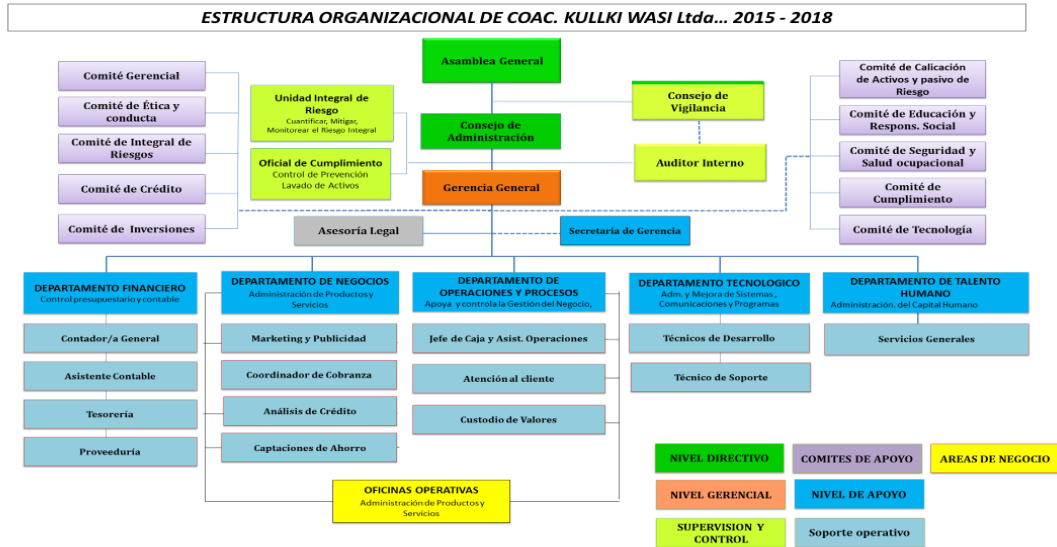 ESTRUCTURA ORGANIZACIONAL DE COAC. KULLKI WASI Ltda... 2015 - 2018
Asamblea General
Comité Gerencial
Comité de Ética y
conducta
Comité de Integral de
Riesgos
Comité de Crédito
Comité de Inversiones
Unidad Integral de
Riesgo
Cuantificar, Mitigar,
Monitorear el Riesgo Integral
Oficial de Cumplimiento
Control de Prevención
Lavado de Activos
Consejo de
Administración
Gerencia General
Consejo de
Vigilancia
Auditor Interno
Comité de Calicación
de Activos y pasivo de
Riesgo
Comité de Educación y
Respons. Social
Comité de Seguridad y
Salud ocupacional
Comité de
Cumplimiento
Comité de Tecnología
Asesoría Legal
Secretaria de Gerencia
DEPARTAMENTO FINANCIERO
Control presupuestario y contable
Contador/a General
Asistente Contable
Tesorería
Proveeduría
DEPARTAMENTO DE NEGOCIOS
Administración de Productos y
Servicios
Marketing y Publicidad
Coordinador de Cobranza
Análisis de Crédito
Captaciones de Ahorro
DEPARTAMENTO DE
OPERACIONES Y PROCESOS
Apoya y controla la Gestión del Negocio,
Jefe de Caja y Asist. Operaciones
Atención al cliente
Custodio de Valores
DEPARTAMENTO TECNOLOGICO
Adm. y Mejora de Sistemas ,
Comunicaciones y Programas
Técnicos de Desarrollo
Técnico de Soporte
DEPARTAMENTO DE TALENTO
HUMANO
Administración. del Capital Humano
Servicios Generales
OFICINAS OPERATIVAS
Administración de Productos y
Servicios
NIVEL DIRECTIVO
COMITES DE APOYO
AREAS DE NEGOCIO
NIVEL GERENCIAL
NIVEL DE APOYO
SUPERVISION Y
CONTROL
Soporte operativo